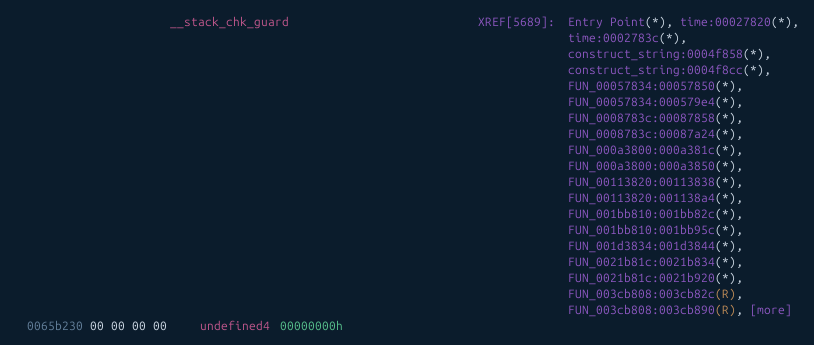 __stack_chk_guard XREF[5689]: Entry Point(*), time:00027820(*),
time:0002783c(*),
construct_string:0004f858(*),
construct_string:0004f8cc(*),
FUN_00057834:00057850(*),
FUN_00057834:000579e4(*),
FUN_0008783c:00087858(*),
FUN_0008783c:00087a24(*),
FUN_000a3800:000a381c(*),
FUN_000a3800:000a3850(*),
FUN_00113820:00113838(*),
FUN_00113820:001138a4(*),
FUN_001bb810:001bb82c(*),
FUN_001bb810:001bb95c(*),
FUN_001d3834:001d3844(*),
FUN_0021b81c:0021b834(*),
FUN_0021b81c:0021b920(*),
FUN_003cb808:003cb82c(R),
FUN_003cb808:003cb890(R), [more]
0065b230 00 00 00 00 undefined4 00000000h